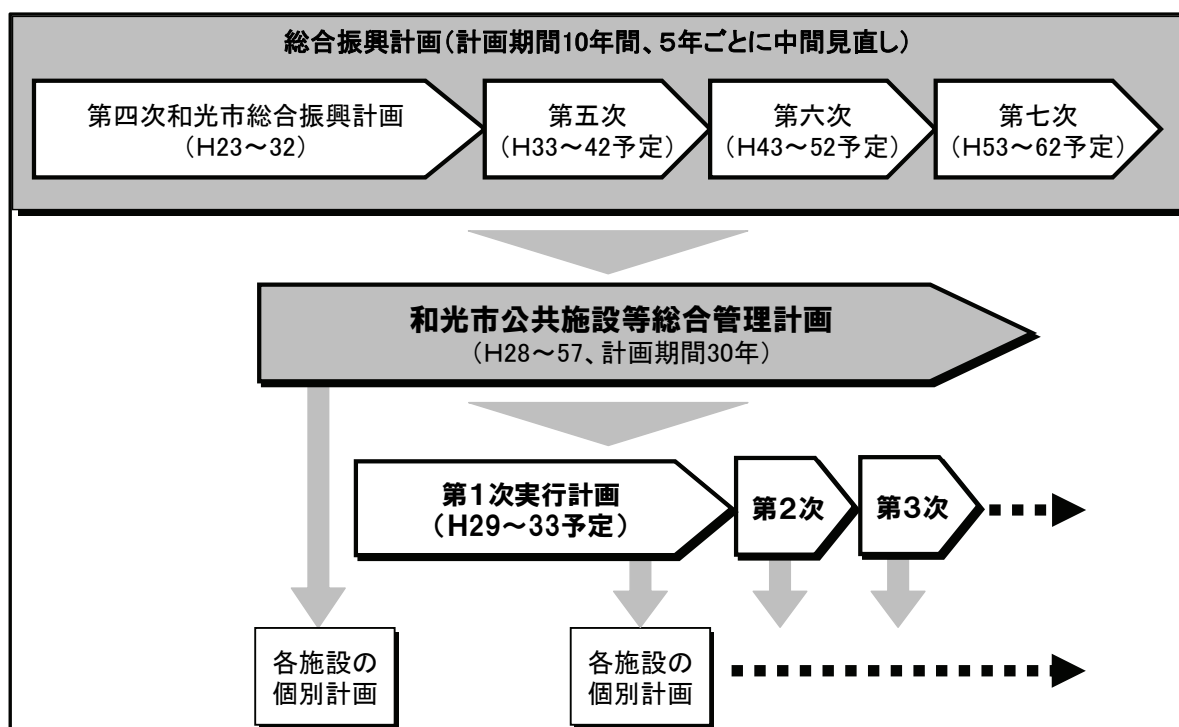 総合振興計画(計画期間10年間、5年ごとに中間見直し)
第四次和光市総合振興計画
(H23~32)
第五次
(H33~42予定)
第六次
(H43~52予定)
第七次
(H53~62予定)
和光市公共施設等総合管理計画
(H28~57、計画期間30年)
第1次実行計画
(H29~33予定)
第2次
第3次
各施設の
個別計画
各施設の
個別計画